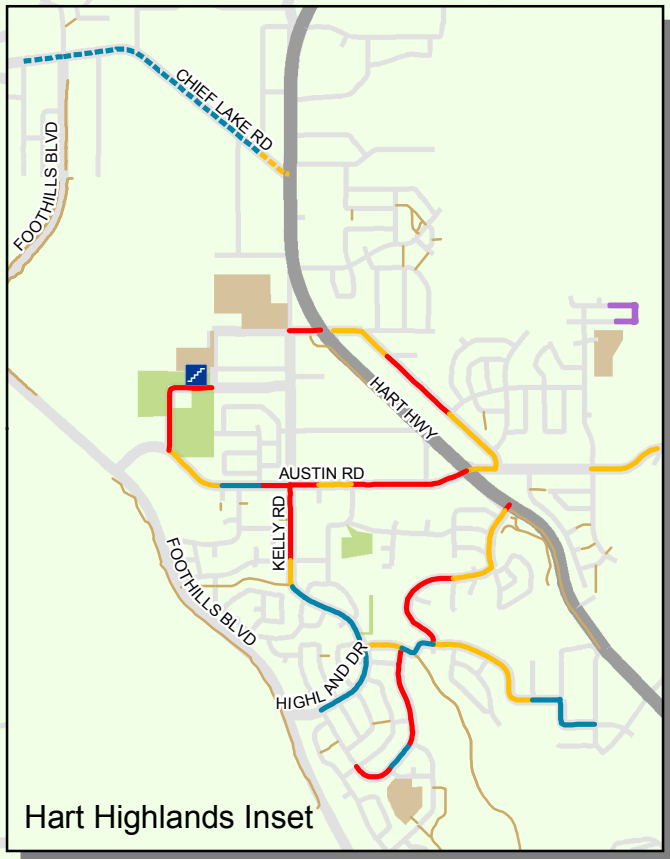 CHIEF LAKE RD
FOOTHILLS BLVD
HART HWY
AUSTIN RD
KELLY RD
FOOTHILLS BLVD
HIGHLAND DR
Hart Highlands Inset